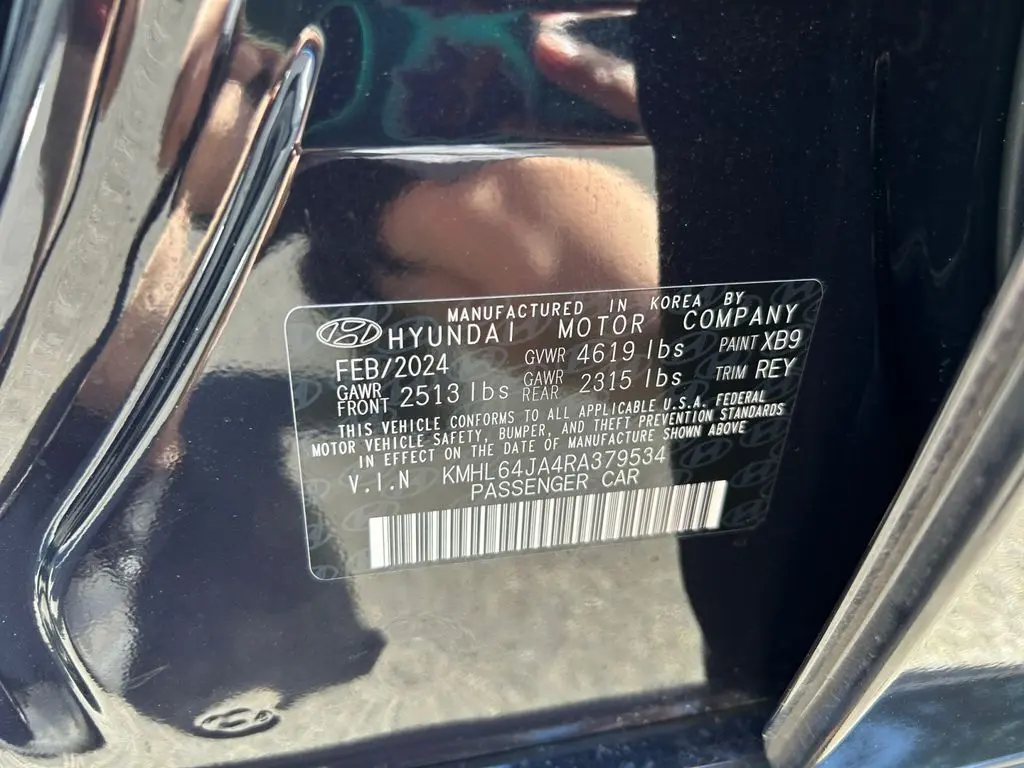 MANUFACTURED IN KOREA BY
HYUNDAI MOTOR COMPANY
FEB/2024 GVWR 4619 lbs PAINT XB9
GAWR FRONT 2513 lbs GAWR REAR 2315 lbs TRIM REY
THIS VEHICLE CONFORMS TO ALL APPLICABLE U.S.A. FEDERAL
MOTOR VEHICLE SAFETY, BUMPER, AND THEFT PREVENTION STANDARDS
IN EFFECT ON THE DATE OF MANUFACTURE SHOWN ABOVE
V.I.N KMHL64JA4RA379534
PASSENGER CAR